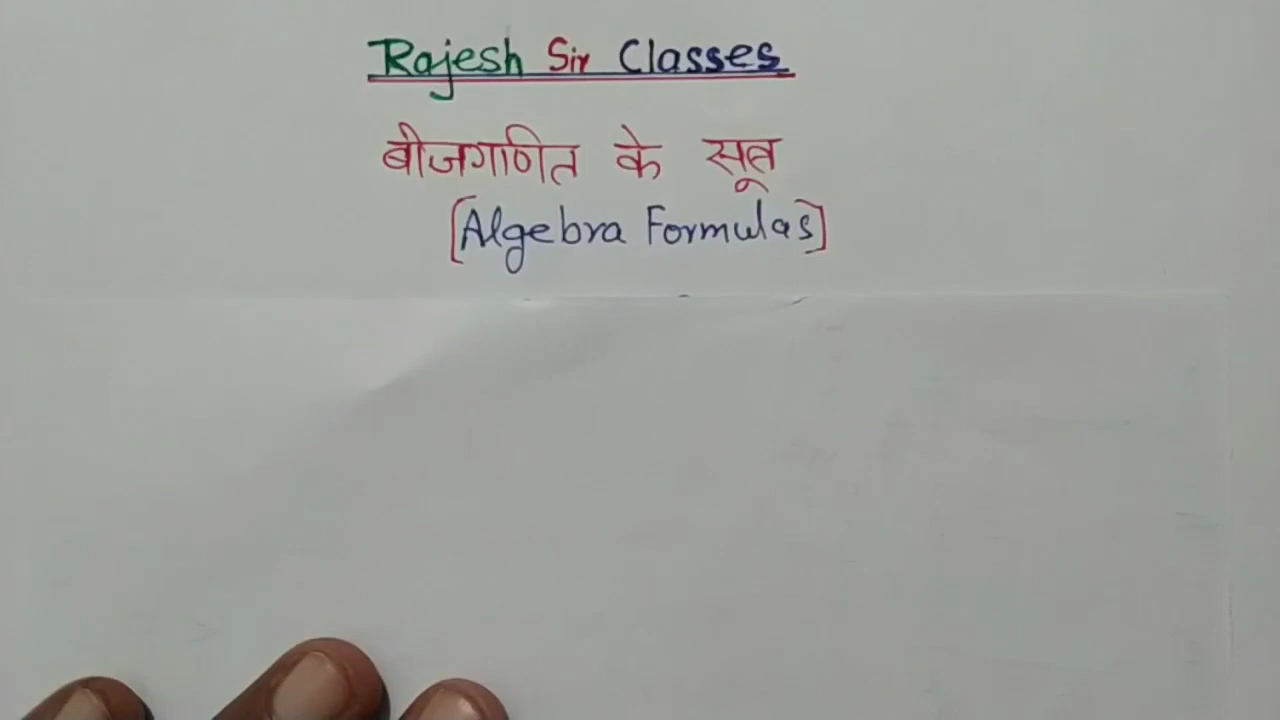 Rajesh Sir Classes
बीजगणित के सूत्र
[Algebra Formulas]